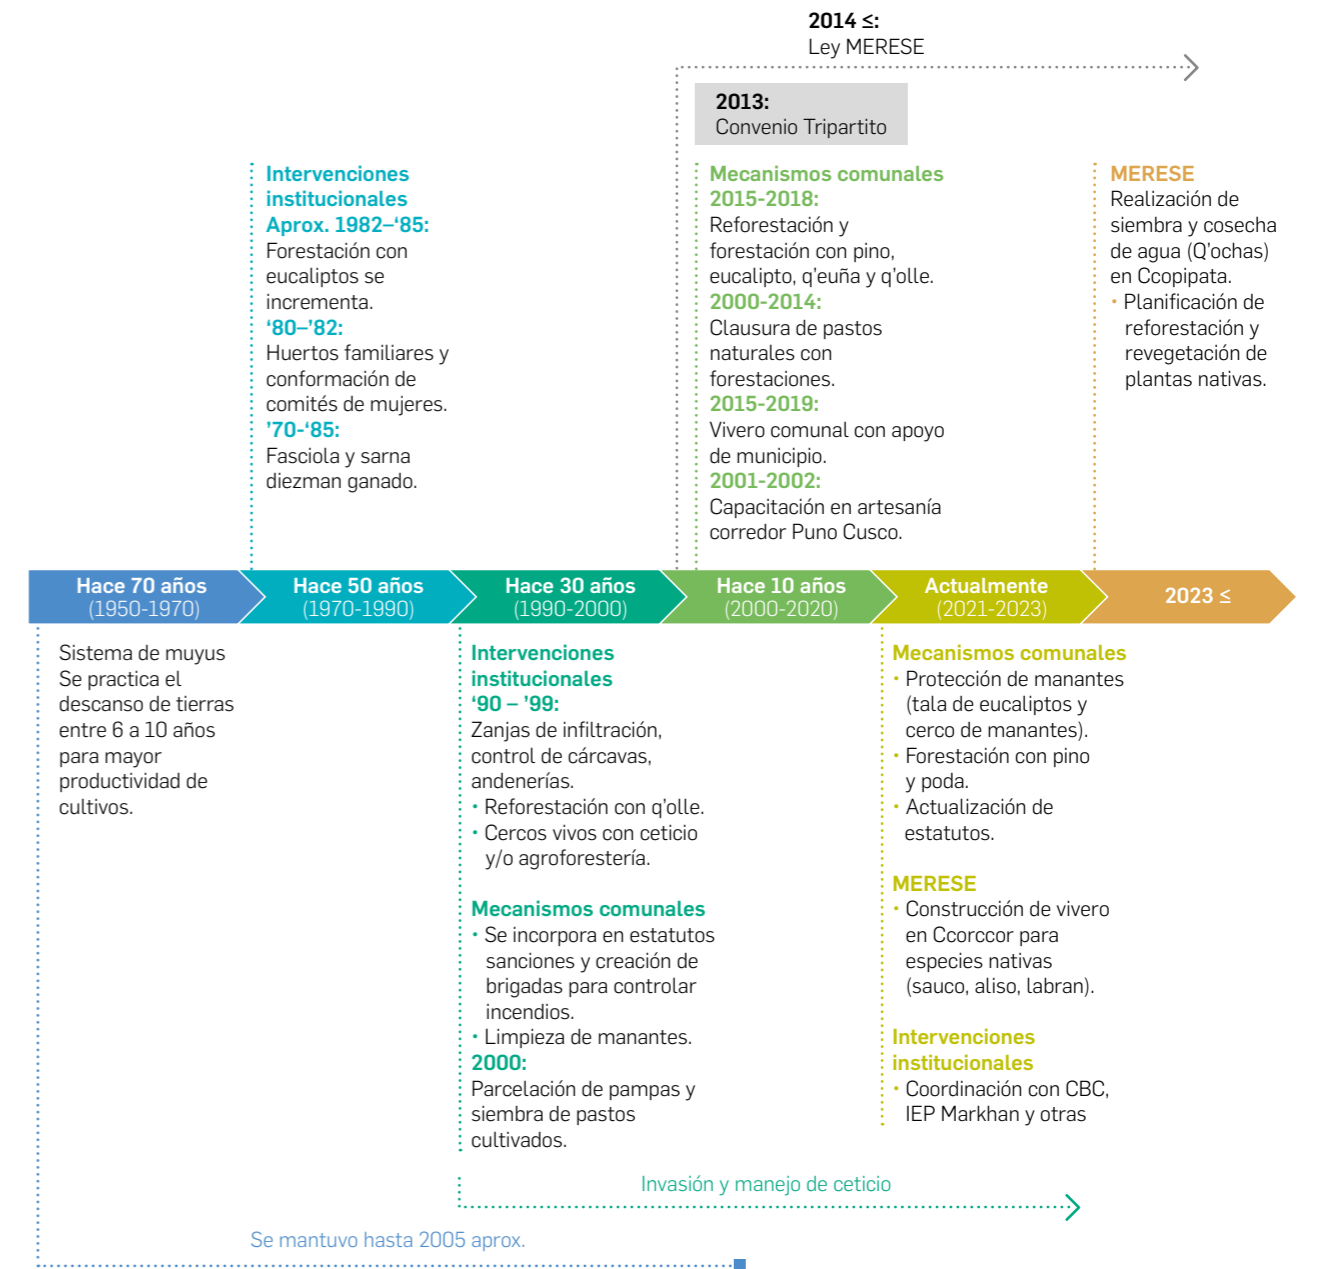 2014 ≤:
Ley MERESE
2013:
Convenio Tripartito
Intervenciones
institucionales
Aprox. 1982–‘85:
Forestación con
eucaliptos se
incrementa.
‘80–’82:
Huertos familiares y
conformación de
comités de mujeres.
’70-‘85:
Fasciola y sarna
diezman ganado.
Mecanismos comunales
2015-2018:
Reforestación y
forestación con pino,
eucalipto, q’euña y q’olle.
2000-2014:
Clausura de pastos
naturales con
forestaciones.
2015-2019:
Vivero comunal con apoyo
de municipio.
2001-2002:
Capacitación en artesanía
corredor Puno Cusco.
MERESE
Realización de
siembra y cosecha
de agua (Q’ochas)
en Ccopipata.
• Planificación de
reforestación y
revegetación de
plantas nativas.
Hace 70 años
(1950-1970)
Hace 50 años
(1970-1990)
Hace 30 años
(1990-2000)
Hace 10 años
(2000-2020)
Actualmente
(2021-2023)
2023 ≤
Sistema de muyus
Se practica el
descanso de tierras
entre 6 a 10 años
para mayor
productividad de
cultivos.
Intervenciones
institucionales
‘90 – ’99:
Zanjas de infiltración,
control de cárcavas,
andenerías.
• Reforestación con q’olle.
• Cercos vivos con ceticio
y/o agroforestería.
Mecanismos comunales
• Se incorpora en estatutos
sanciones y creación de
brigadas para controlar
incendios.
• Limpieza de manantes.
2000:
Parcelación de pampas y
siembra de pastos
cultivados.
Mecanismos comunales
• Protección de manantes
(tala de eucaliptos y
cerco de manantes).
• Forestación con pino
y poda.
• Actualización de
estatutos.
MERESE
• Construcción de vivero
en Ccorccor para
especies nativas
(sauco, aliso, labran).
Intervenciones
institucionales
• Coordinación con CBC,
IEP Markhan y otras
Invasión y manejo de ceticio
Se mantuvo hasta 2005 aprox.